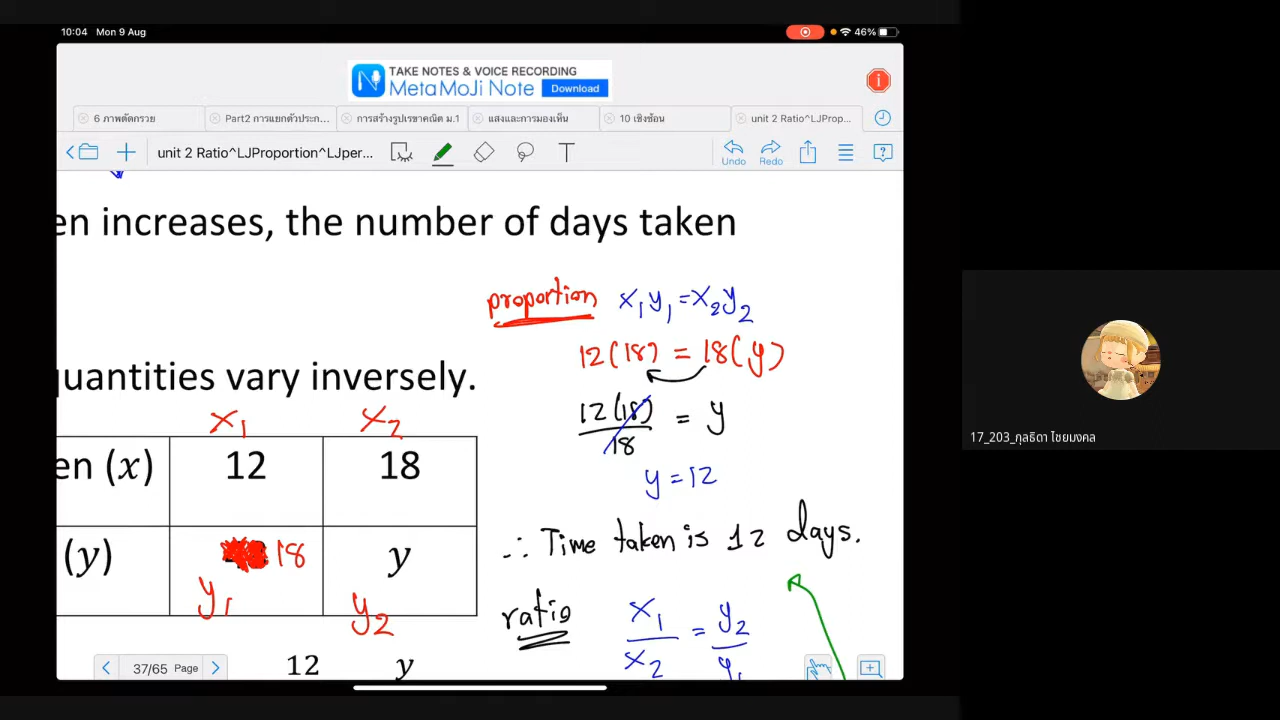 10:04 Mon 9 Aug
46%
TAKE NOTES & VOICE RECORDING
MetaMoJi Note
Download
6 ภาพตัดกรวย
Part2 การแยกตัวประก...
การสร้างรูปเรขาคณิต ม.1
แสงและการมองเห็น
10 เชิงซ้อน
unit 2 Ratio^LJProp...
unit 2 Ratio^LJProportion^LJper...
T
Undo
Redo
en increases, the number of days taken
proportion x₁y₁ = x₂y₂
12(18) = 18(y)
quantities vary inversely.
12(18)/18 = y
x₁ x₂
en (x) 12 18
y = 12
∴ Time taken is 12 days.
(y) 18 y
y₁ y₂
ratio x₁/x₂ = y₂/y₁
37/65 Page
12 y
17_203_กุลธิดา ไชยมงคล